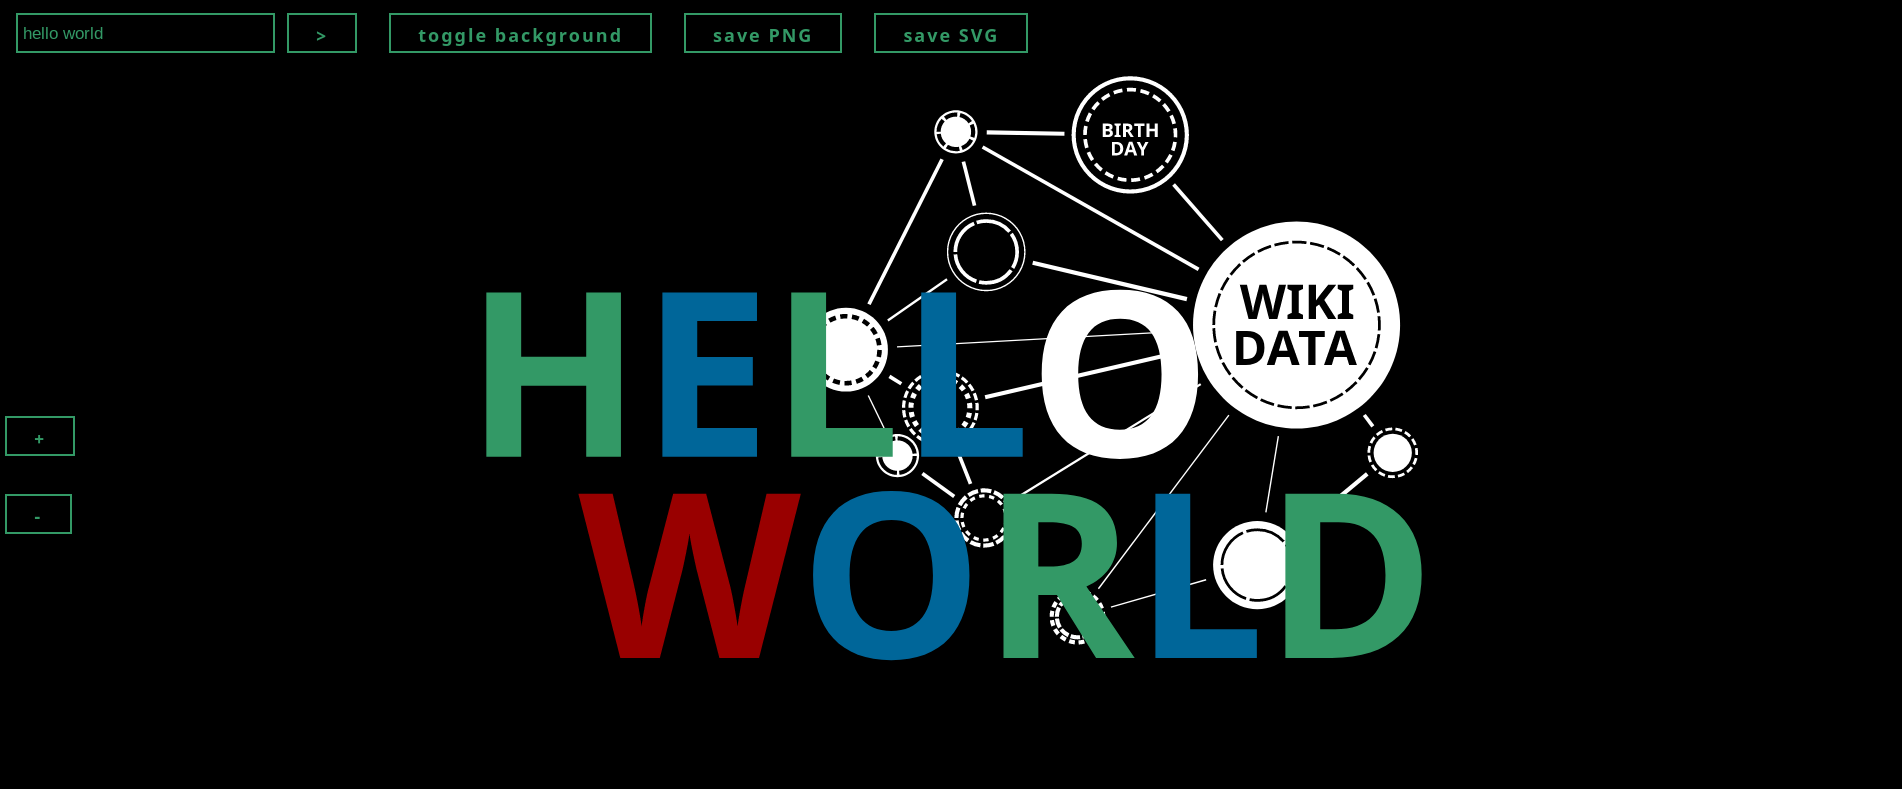 hello world
>
toggle background
save PNG
save SVG
BIRTH
DAY
WIKI
DATA
HELLO
WORLD
+
-